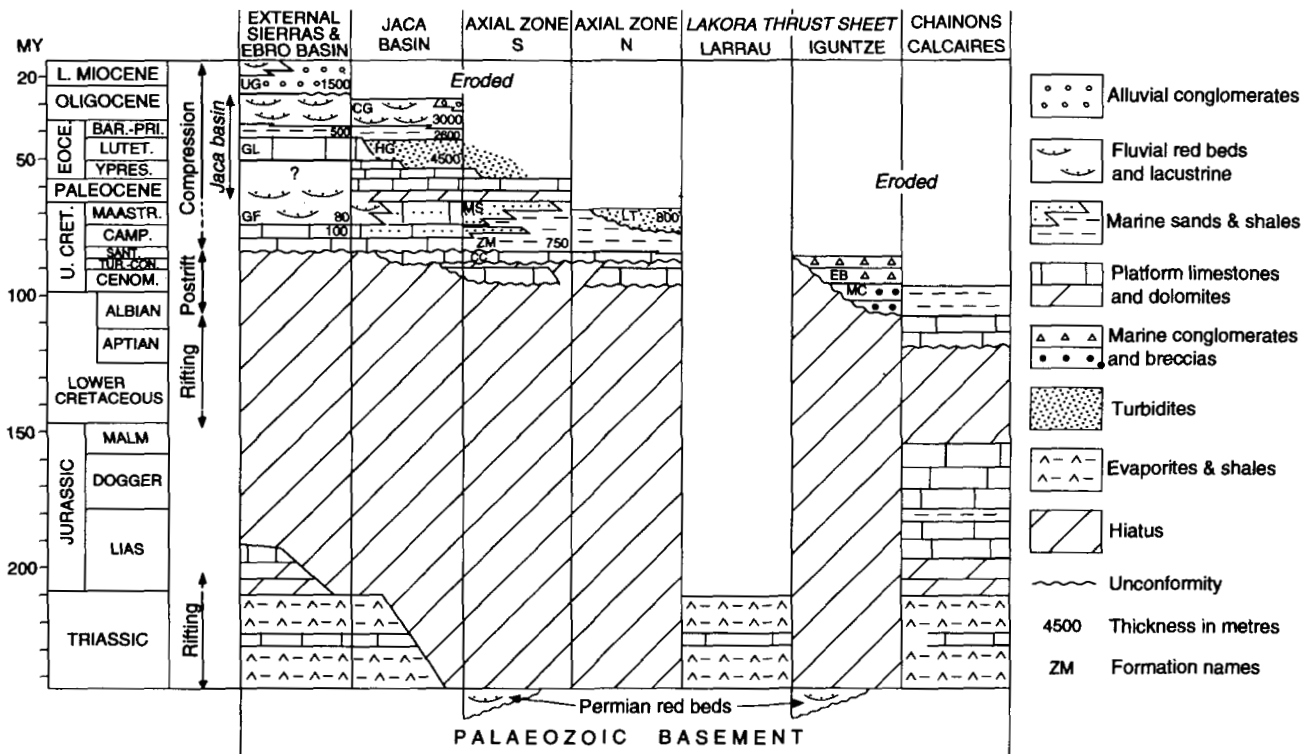 MY
EXTERNAL
SIERRAS &
EBRO BASIN
JACA
BASIN
AXIAL ZONE
S
AXIAL ZONE
N
LAKORA THRUST SHEET
LARRAU
IGUNTZE
CHAINONS
CALCAIRES
20
50
100
150
200
L. MIOCENE
OLIGOCENE
EOCE.
BAR.-PRI.
LUTET.
YPRES.
PALEOCENE
U. CRET.
MAASTR.
CAMP.
SANT.
TUR.-CON.
CENOM.
ALBIAN
APTIAN
LOWER
CRETACEOUS
JURASSIC
MALM
DOGGER
LIAS
TRIASSIC
Compression
Jaca basin
Postrift
Rifting
Rifting
UG
1500
500
GL
?
GF
80
100
Eroded
CG
3000
2600
HG
4500
MS
ZM
750
CC
LT
800
Eroded
EB
MC
Permian red beds
PALAEOZOIC BASEMENT
Alluvial conglomerates
Fluvial red beds
and lacustrine
Marine sands & shales
Platform limestones
and dolomites
Marine conglomerates
and breccias
Turbidites
Evaporites & shales
Hiatus
Unconformity
4500 Thickness in metres
ZM Formation names